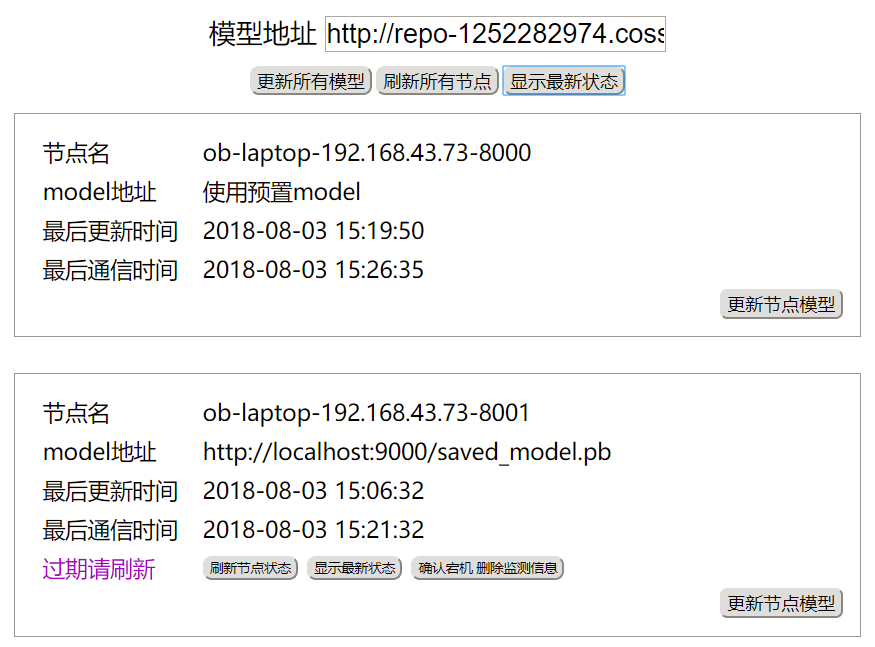 模型地址 http://repo-1252282974.coss
更新所有模型 刷新所有节点 显示最新状态
节点名 ob-laptop-192.168.43.73-8000
model地址 使用预置model
最后更新时间 2018-08-03 15:19:50
最后通信时间 2018-08-03 15:26:35
更新节点模型
节点名 ob-laptop-192.168.43.73-8001
model地址 http://localhost:9000/saved_model.pb
最后更新时间 2018-08-03 15:06:32
最后通信时间 2018-08-03 15:21:32
过期请刷新 刷新节点状态 显示最新状态 确认宕机 删除监测信息
更新节点模型